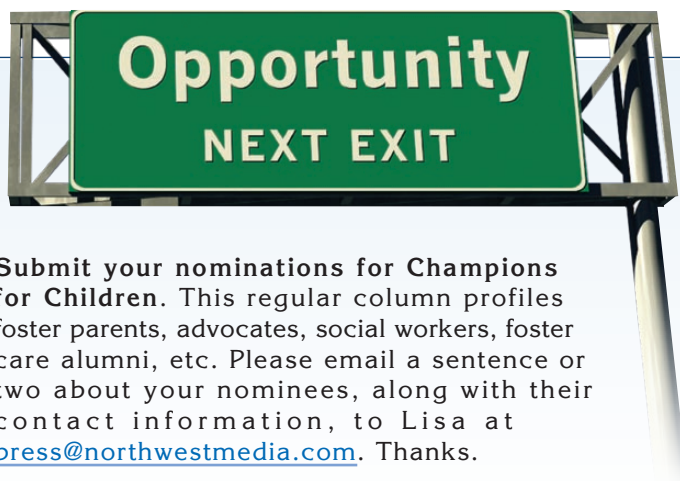 Opportunity
NEXT EXIT
Submit your nominations for Champions
for Children. This regular column profiles
foster parents, advocates, social workers, foster
care alumni, etc. Please email a sentence or
two about your nominees, along with their
contact information, to Lisa at
press@northwestmedia.com. Thanks.